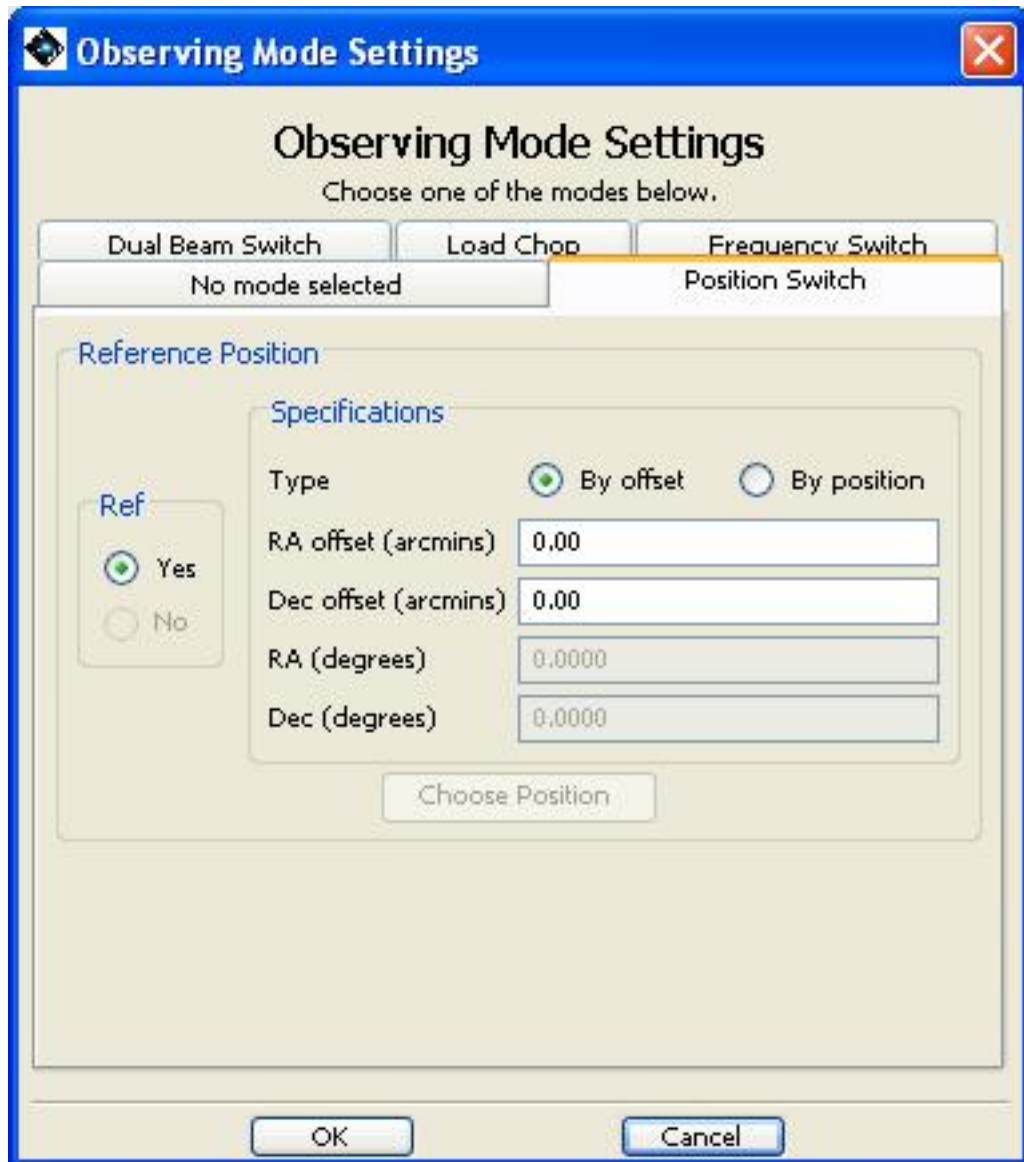 Observing Mode Settings
Observing Mode Settings
Choose one of the modes below.
Dual Beam Switch Load Chop Frequency Switch
No mode selected Position Switch
Reference Position
Specifications
Type By offset By position
Ref
RA offset (arcmins) 0.00
Yes
Dec offset (arcmins) 0.00
No
RA (degrees) 0.0000
Dec (degrees) 0.0000
Choose Position
OK Cancel